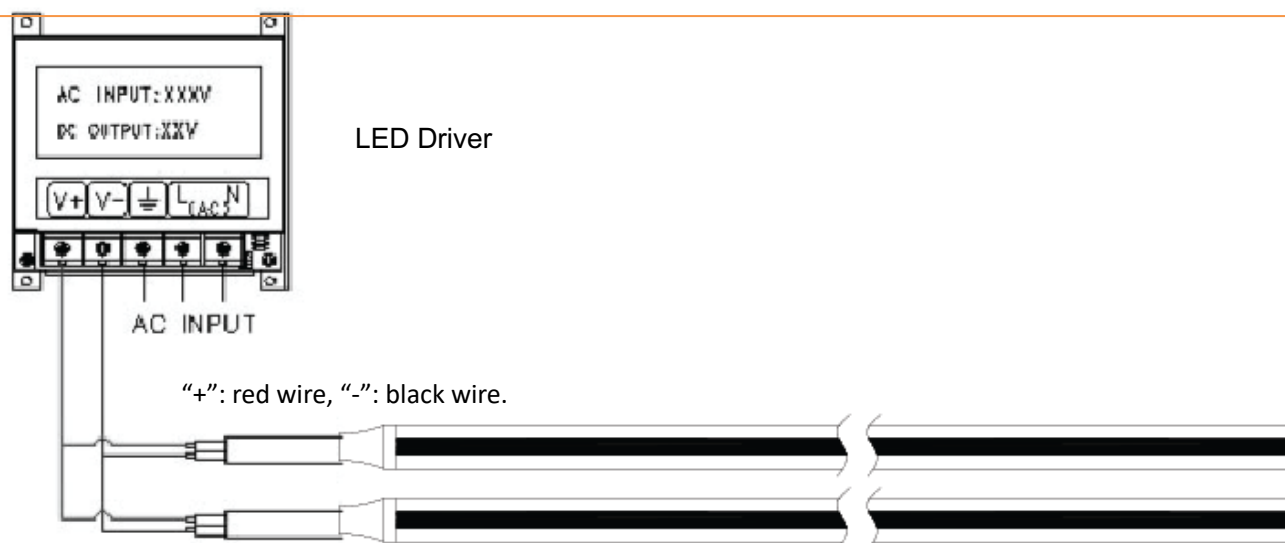 AC INPUT:XXXV
DC OUTPUT:XXV
LED Driver
V+ V- L(AC)N
AC INPUT
“+”: red wire, “-”: black wire.